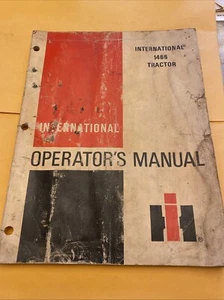 INTERNATIONAL
1466
TRACTOR
INTERNATIONAL
OPERATOR'S MANUAL